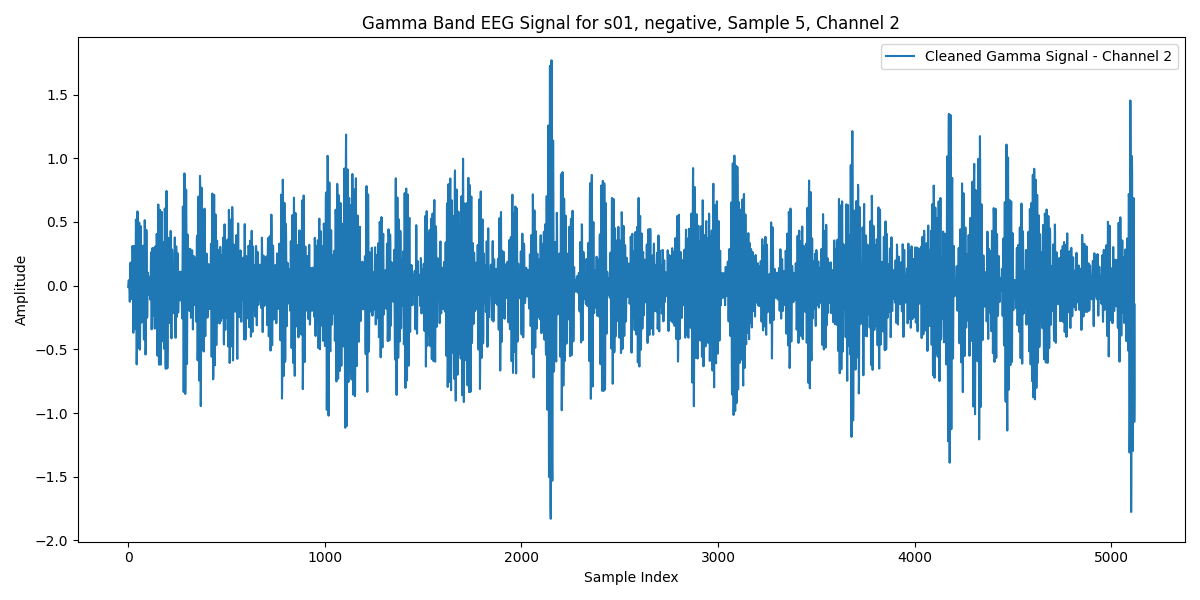 Gamma Band EEG Signal for s01, negative, Sample 5, Channel 2
Cleaned Gamma Signal - Channel 2
Amplitude
1.5
1.0
0.5
0.0
−0.5
−1.0
−1.5
−2.0
0 1000 2000 3000 4000 5000
Sample Index